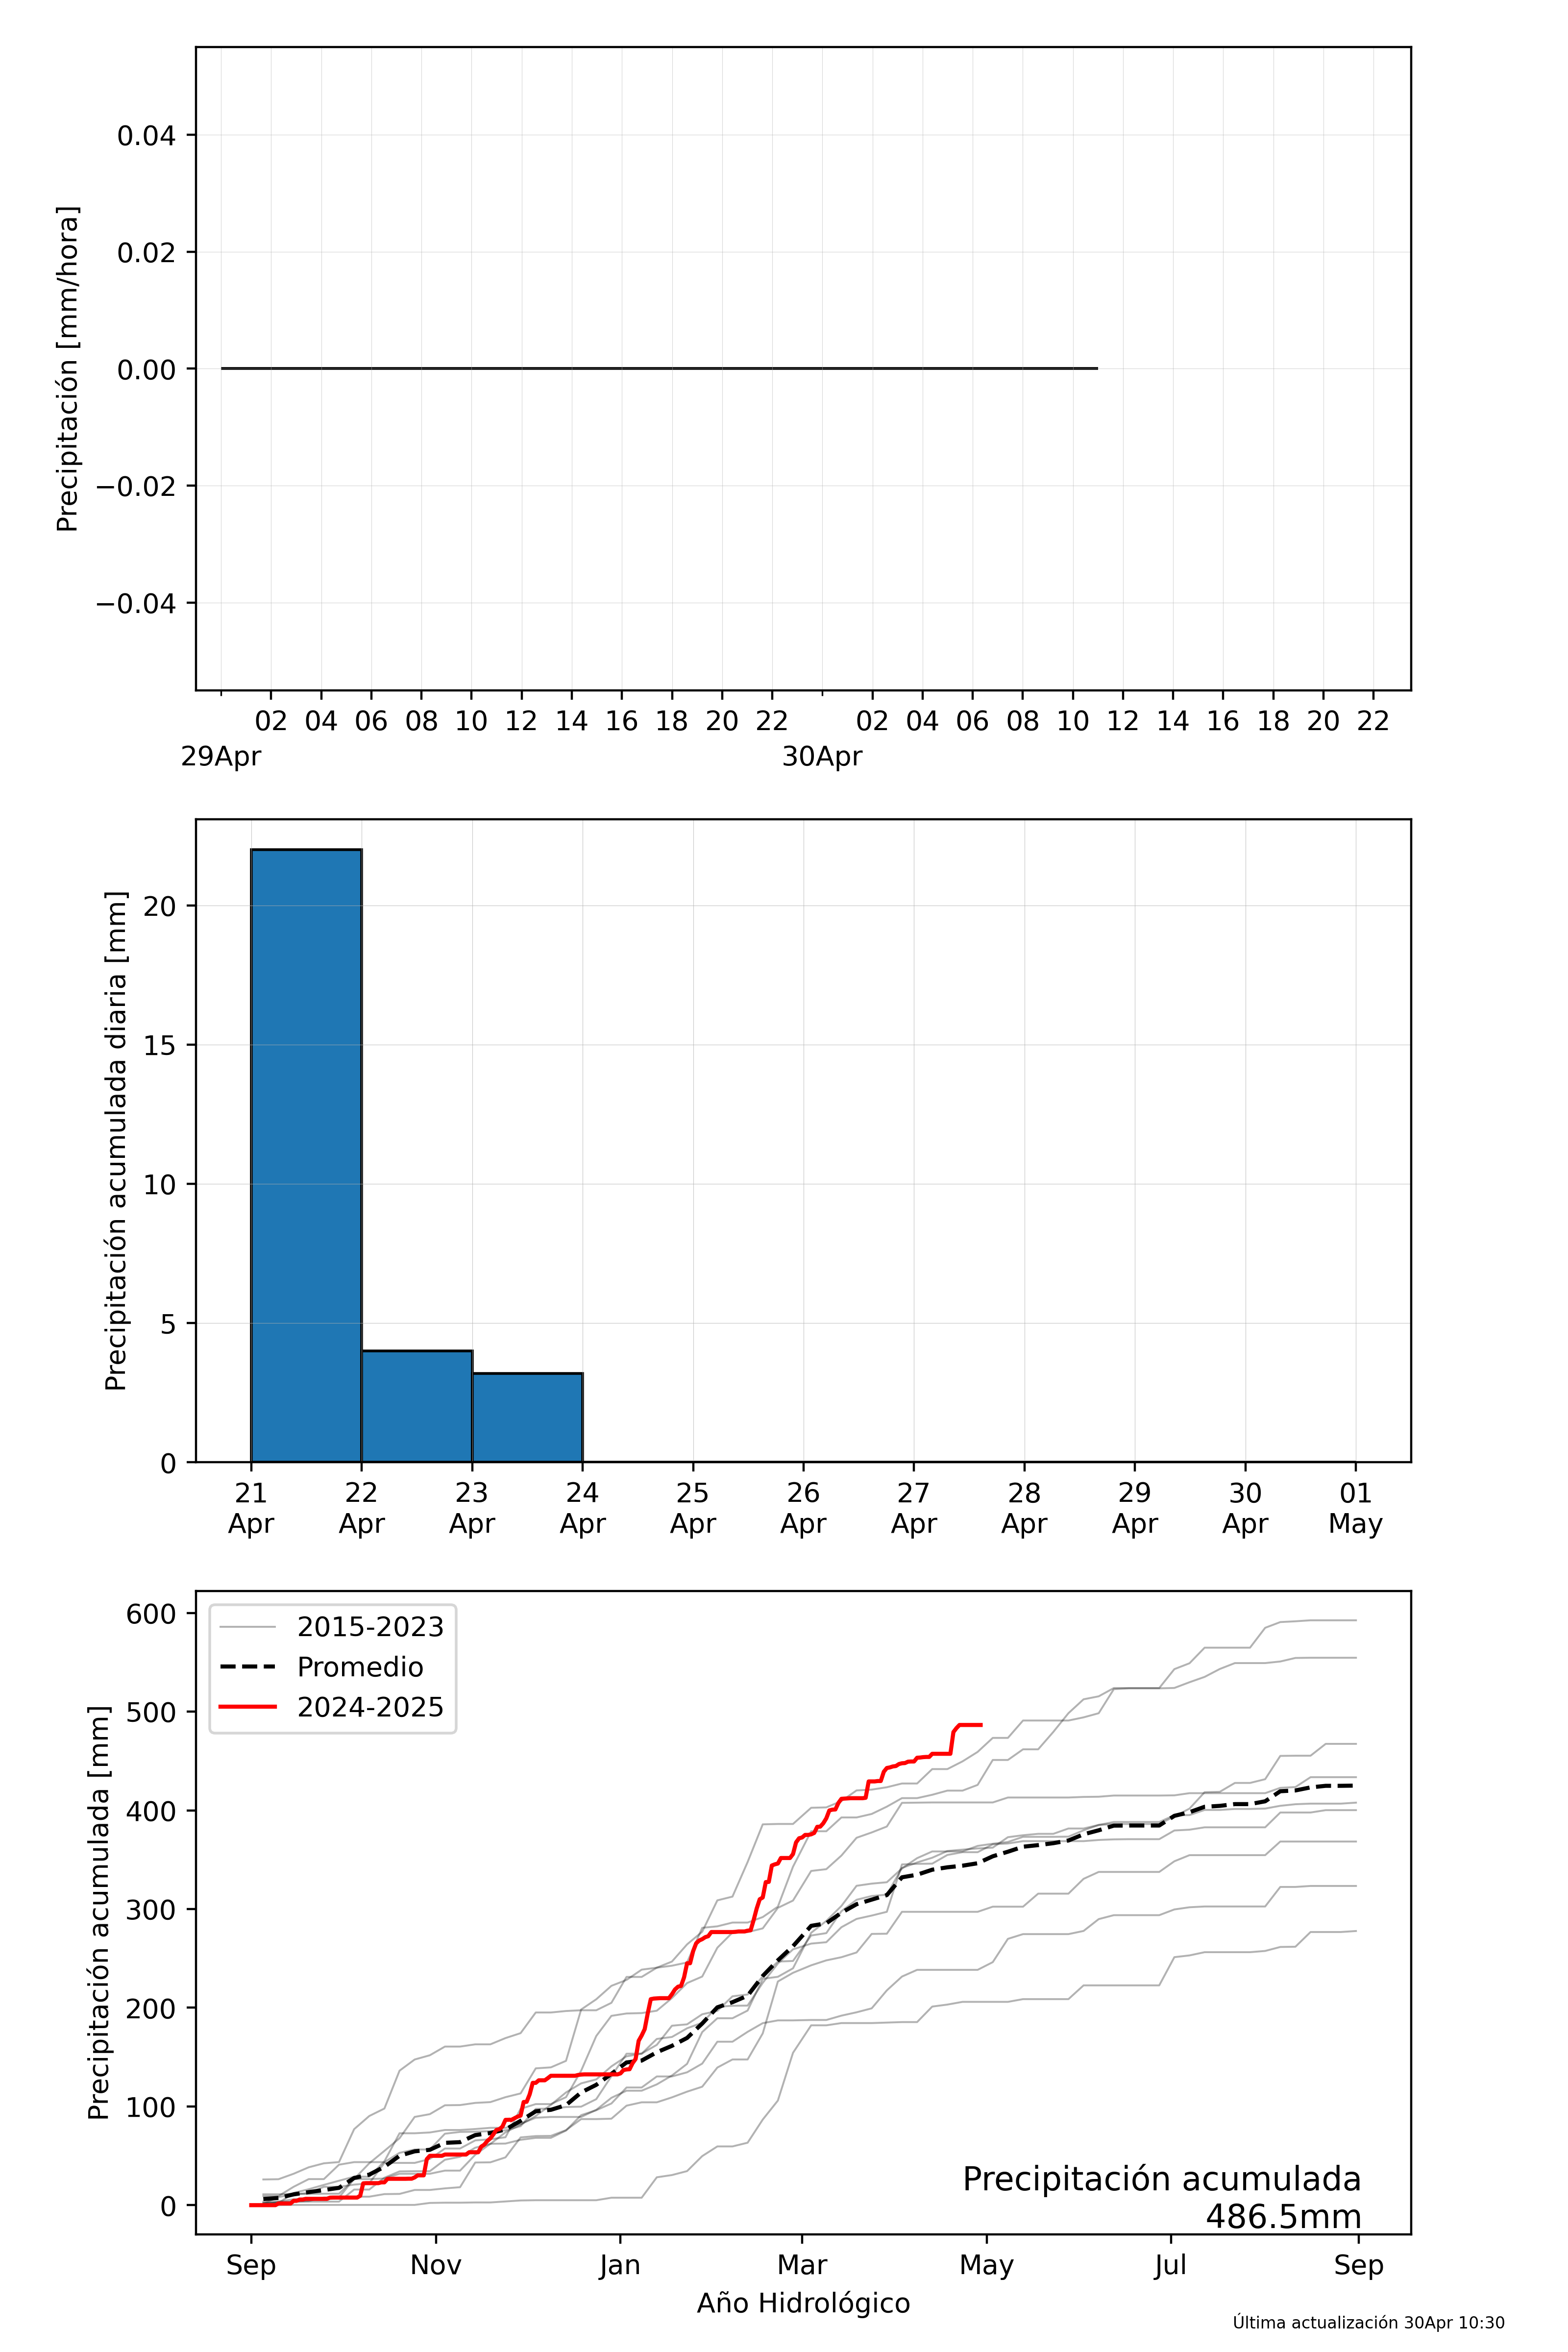 Precipitación [mm/hora]
0.04
0.02
0.00
−0.02
−0.04
02 04 06 08 10 12 14 16 18 20 22 02 04 06 08 10 12 14 16 18 20 22
29Apr 30Apr
Precipitación acumulada diaria [mm]
20
15
10
5
0
21 22 23 24 25 26 27 28 29 30 01
Apr Apr Apr Apr Apr Apr Apr Apr Apr Apr May
Precipitación acumulada [mm]
600
500
400
300
200
100
0
2015-2023
Promedio
2024-2025
Precipitación acumulada
486.5mm
Sep Nov Jan Mar May Jul Sep
Año Hidrológico
Última actualización 30Apr 10:30